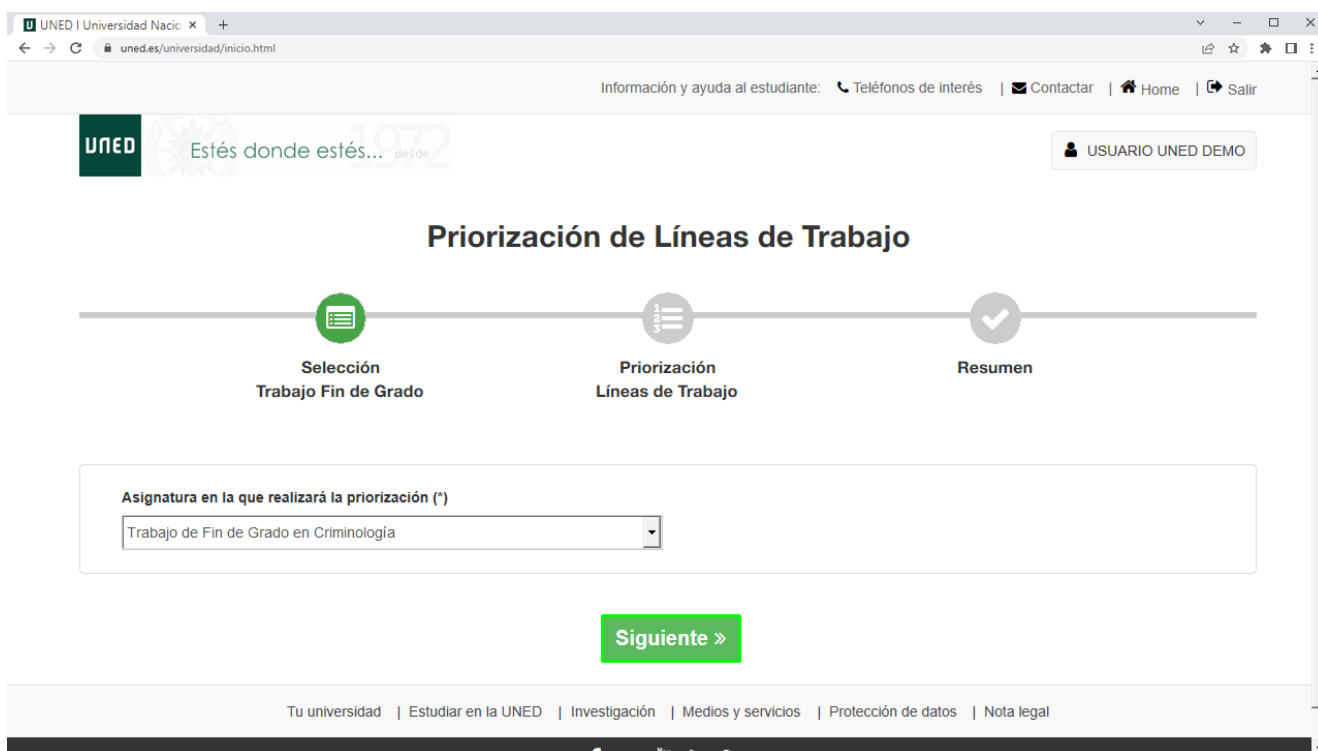 UNED I Universidad Nacic
uned.es/universidad/inicio.html
Información y ayuda al estudiante: Teléfonos de interés | Contactar | Home | Salir
UNED
Estés donde estés... desde 1972
USUARIO UNED DEMO
Priorización de Líneas de Trabajo
1
2
3
Selección
Trabajo Fin de Grado
Priorización
Líneas de Trabajo
Resumen
Asignatura en la que realizará la priorización (*)
Trabajo de Fin de Grado en Criminología
Siguiente »
Tu universidad | Estudiar en la UNED | Investigación | Medios y servicios | Protección de datos | Nota legal